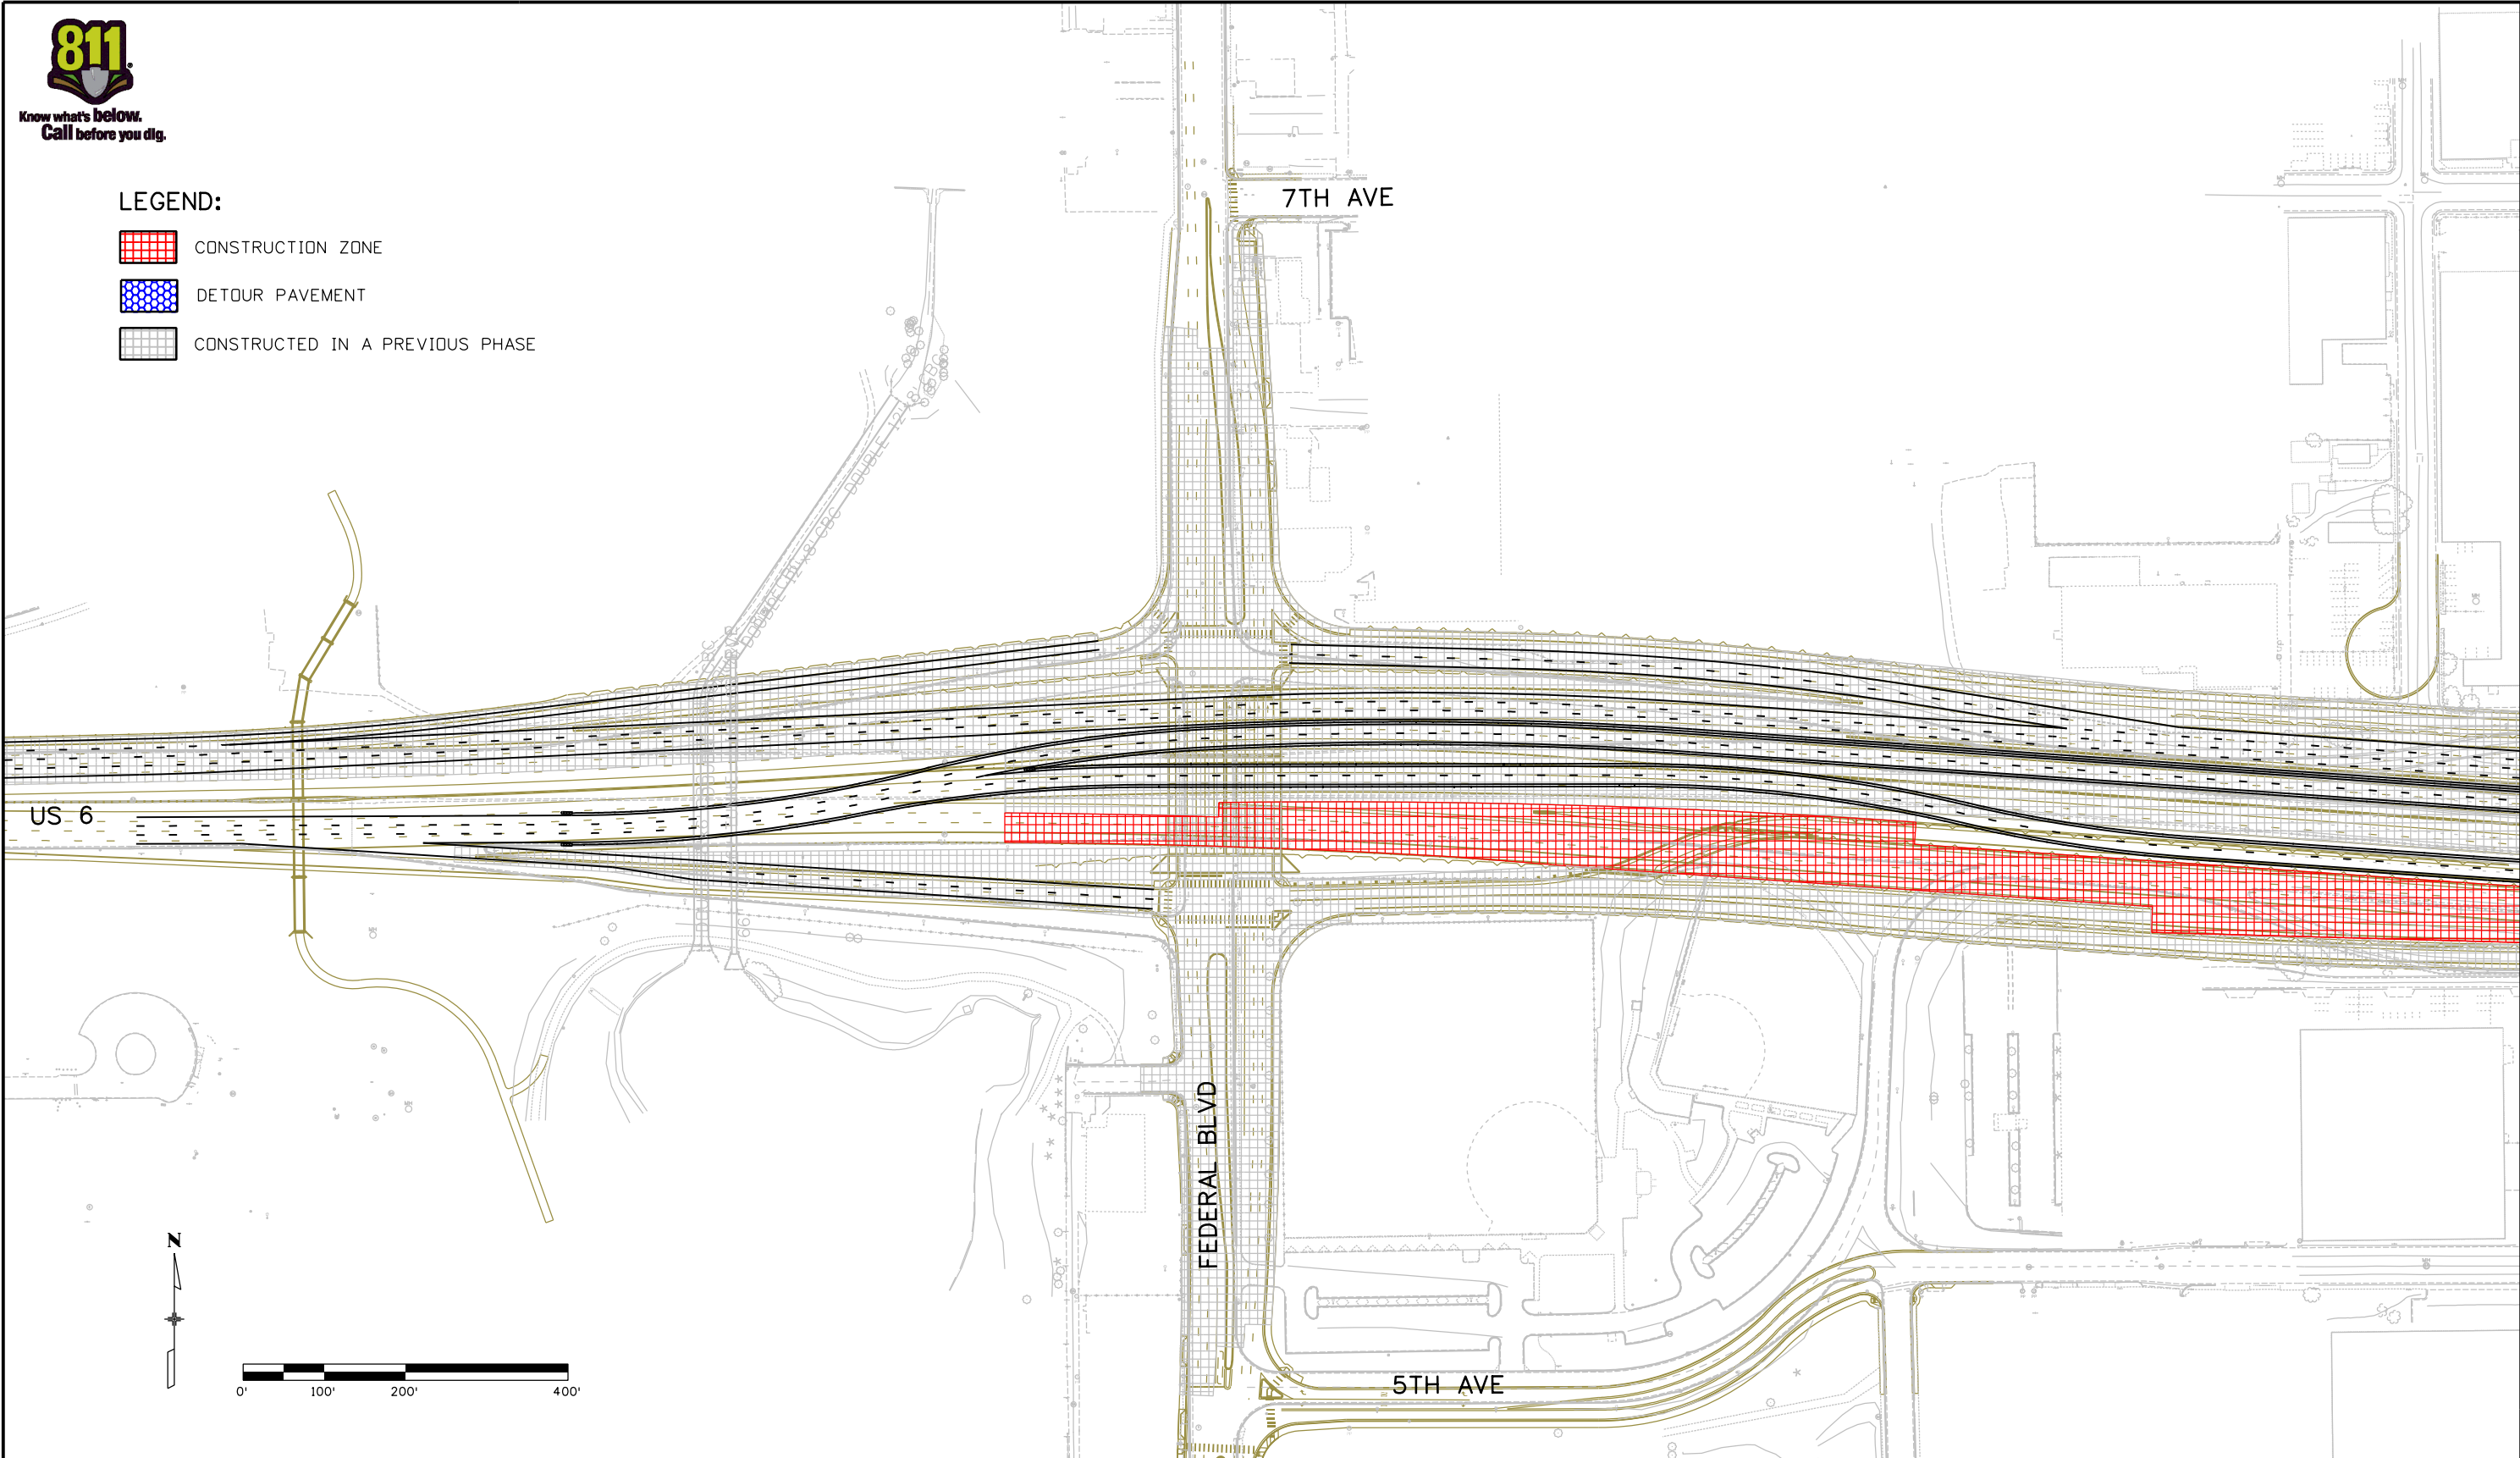 811
Know what's below.
Call before you dig.
LEGEND:
CONSTRUCTION ZONE
DETOUR PAVEMENT
CONSTRUCTED IN A PREVIOUS PHASE
7TH AVE
US 6
FEDERAL BLVD
N
0' 100' 200' 400'
5TH AVE